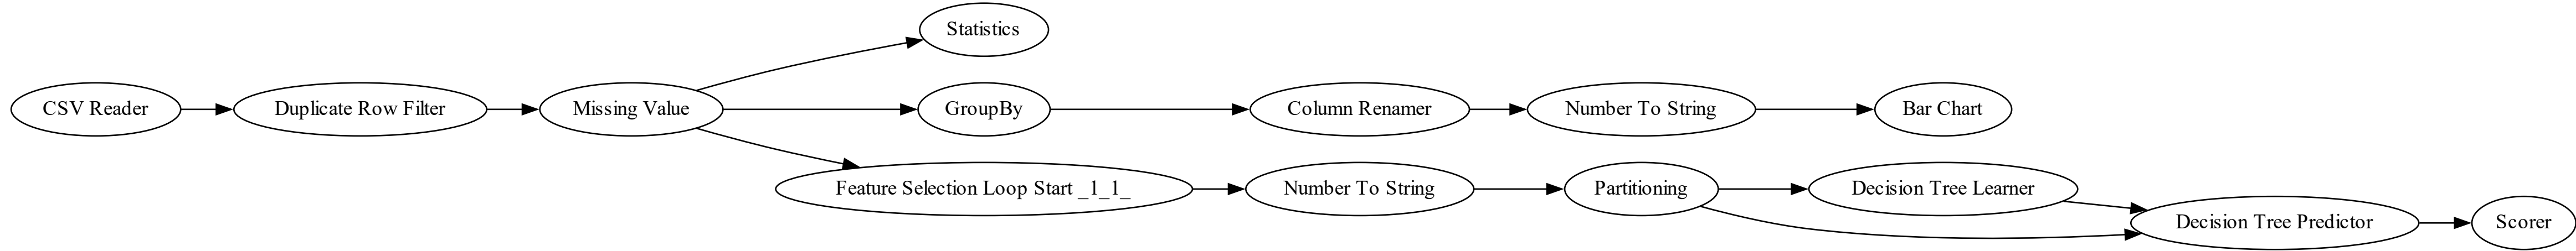 Statistics
CSV Reader
Duplicate Row Filter
Missing Value
GroupBy
Column Renamer
Number To String
Bar Chart
Feature Selection Loop Start _1_1_
Number To String
Partitioning
Decision Tree Learner
Decision Tree Predictor
Scorer